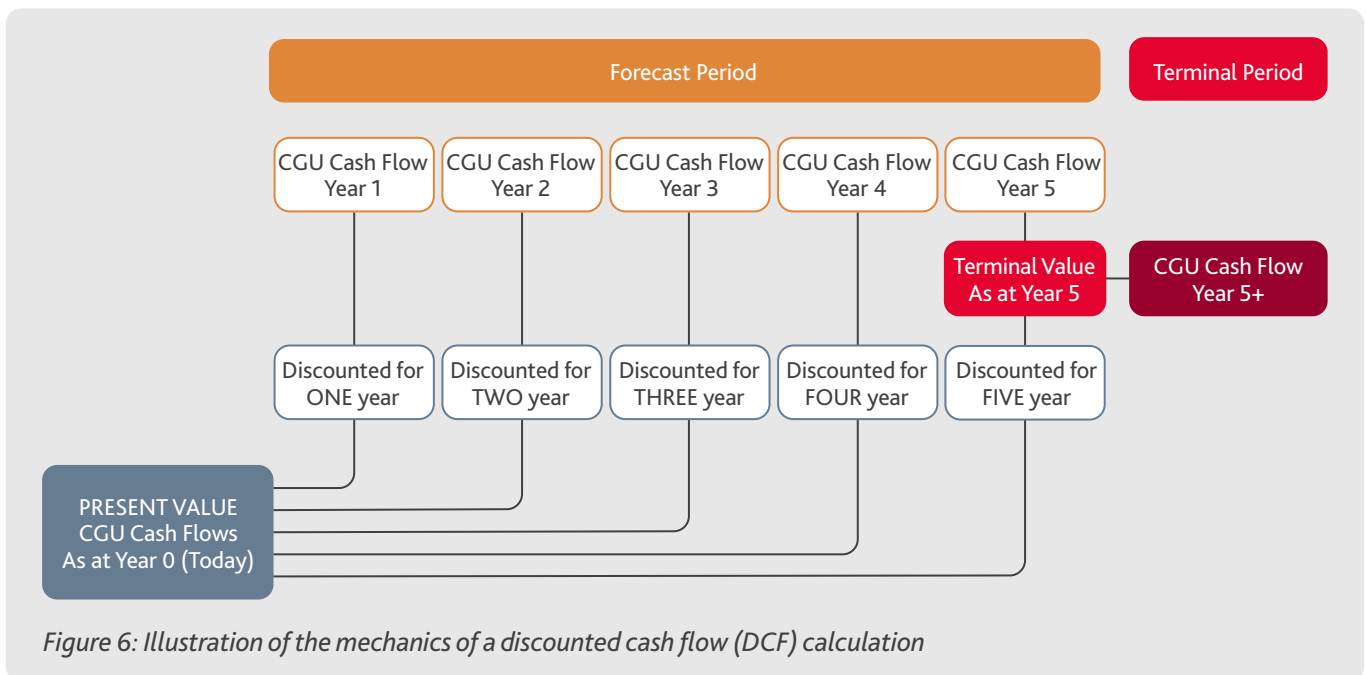 Forecast Period
Terminal Period
CGU Cash Flow
Year 1
CGU Cash Flow
Year 2
CGU Cash Flow
Year 3
CGU Cash Flow
Year 4
CGU Cash Flow
Year 5
Terminal Value
As at Year 5
CGU Cash Flow
Year 5+
Discounted for
ONE year
Discounted for
TWO year
Discounted for
THREE year
Discounted for
FOUR year
Discounted for
FIVE year
PRESENT VALUE
CGU Cash Flows
As at Year 0 (Today)
Figure 6: Illustration of the mechanics of a discounted cash flow (DCF) calculation